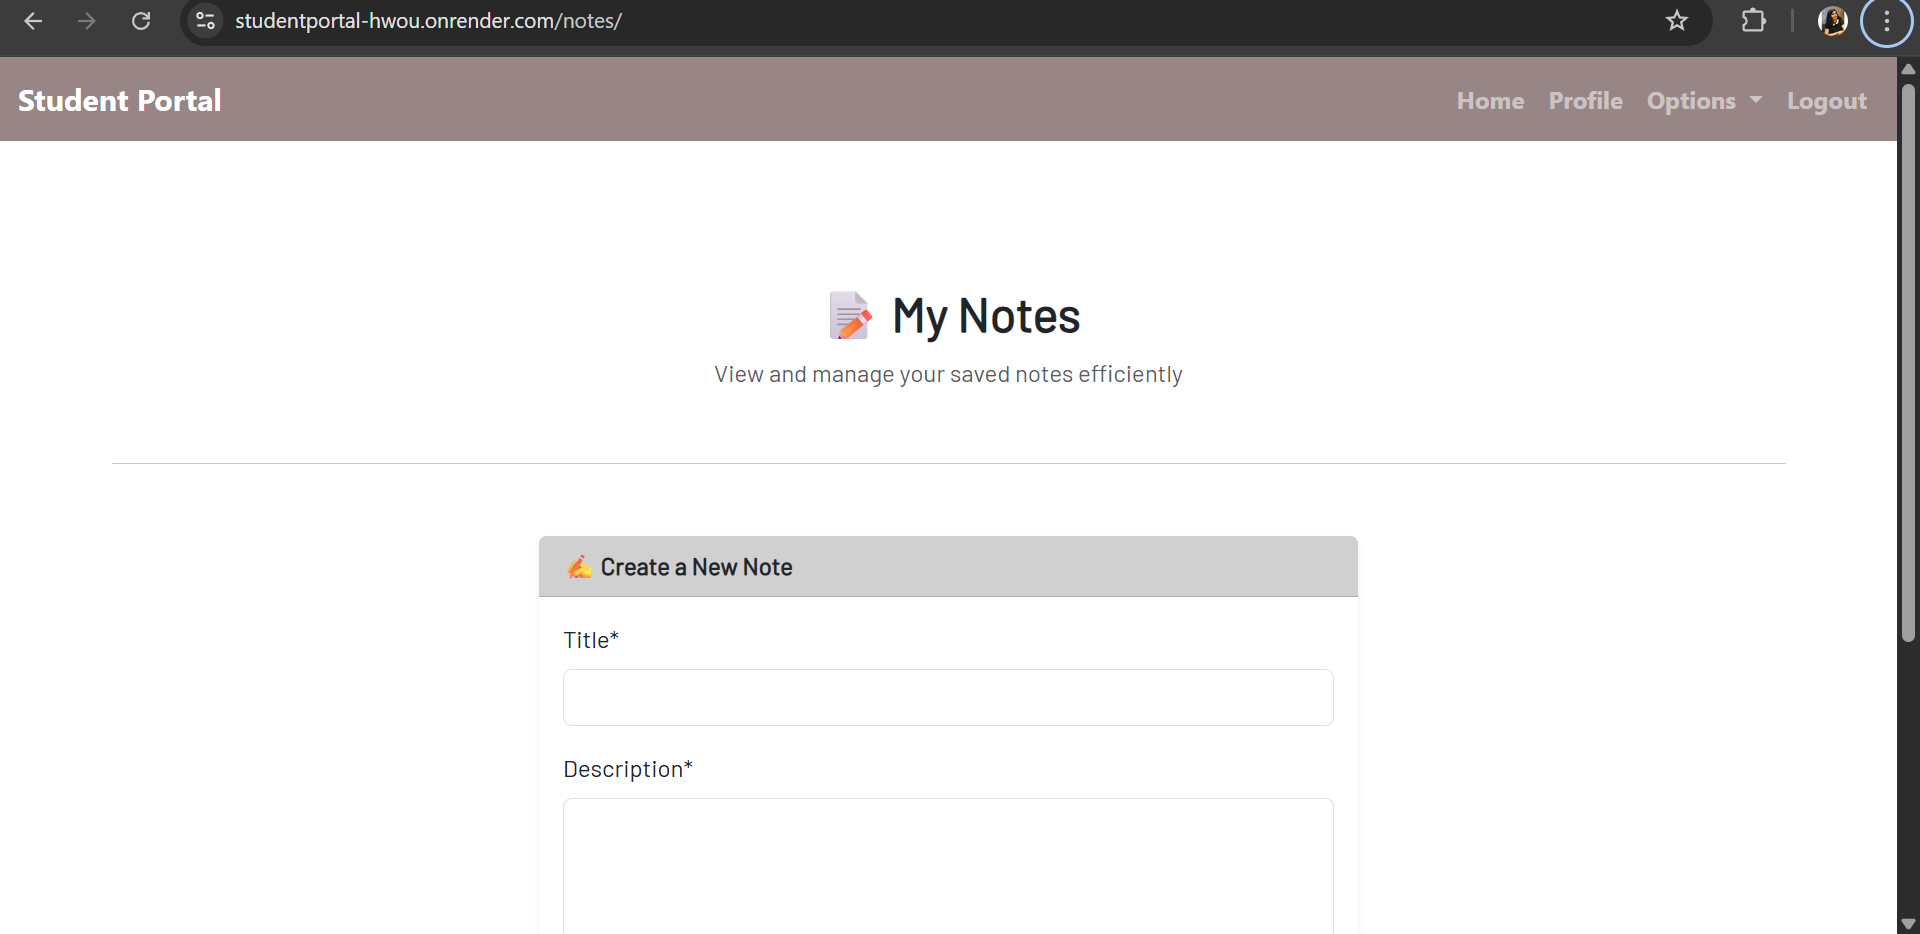 studentportal-hwou.onrender.com/notes/
Student Portal
Home
Profile
Options
Logout
My Notes
View and manage your saved notes efficiently
Create a New Note
Title*
Description*